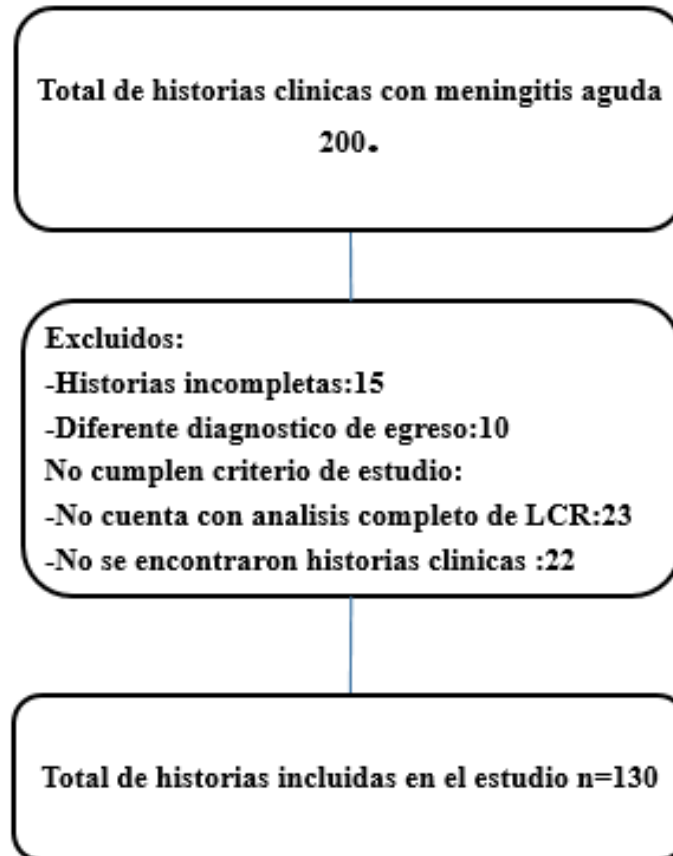 Total de historias clinicas con meningitis aguda
200.
Excluidos:
-Historias incompletas:15
-Diferente diagnostico de egreso:10
No cumplen criterio de estudio:
-No cuenta con analisis completo de LCR:23
-No se encontraron historias clinicas :22
Total de historias incluidas en el estudio n=130